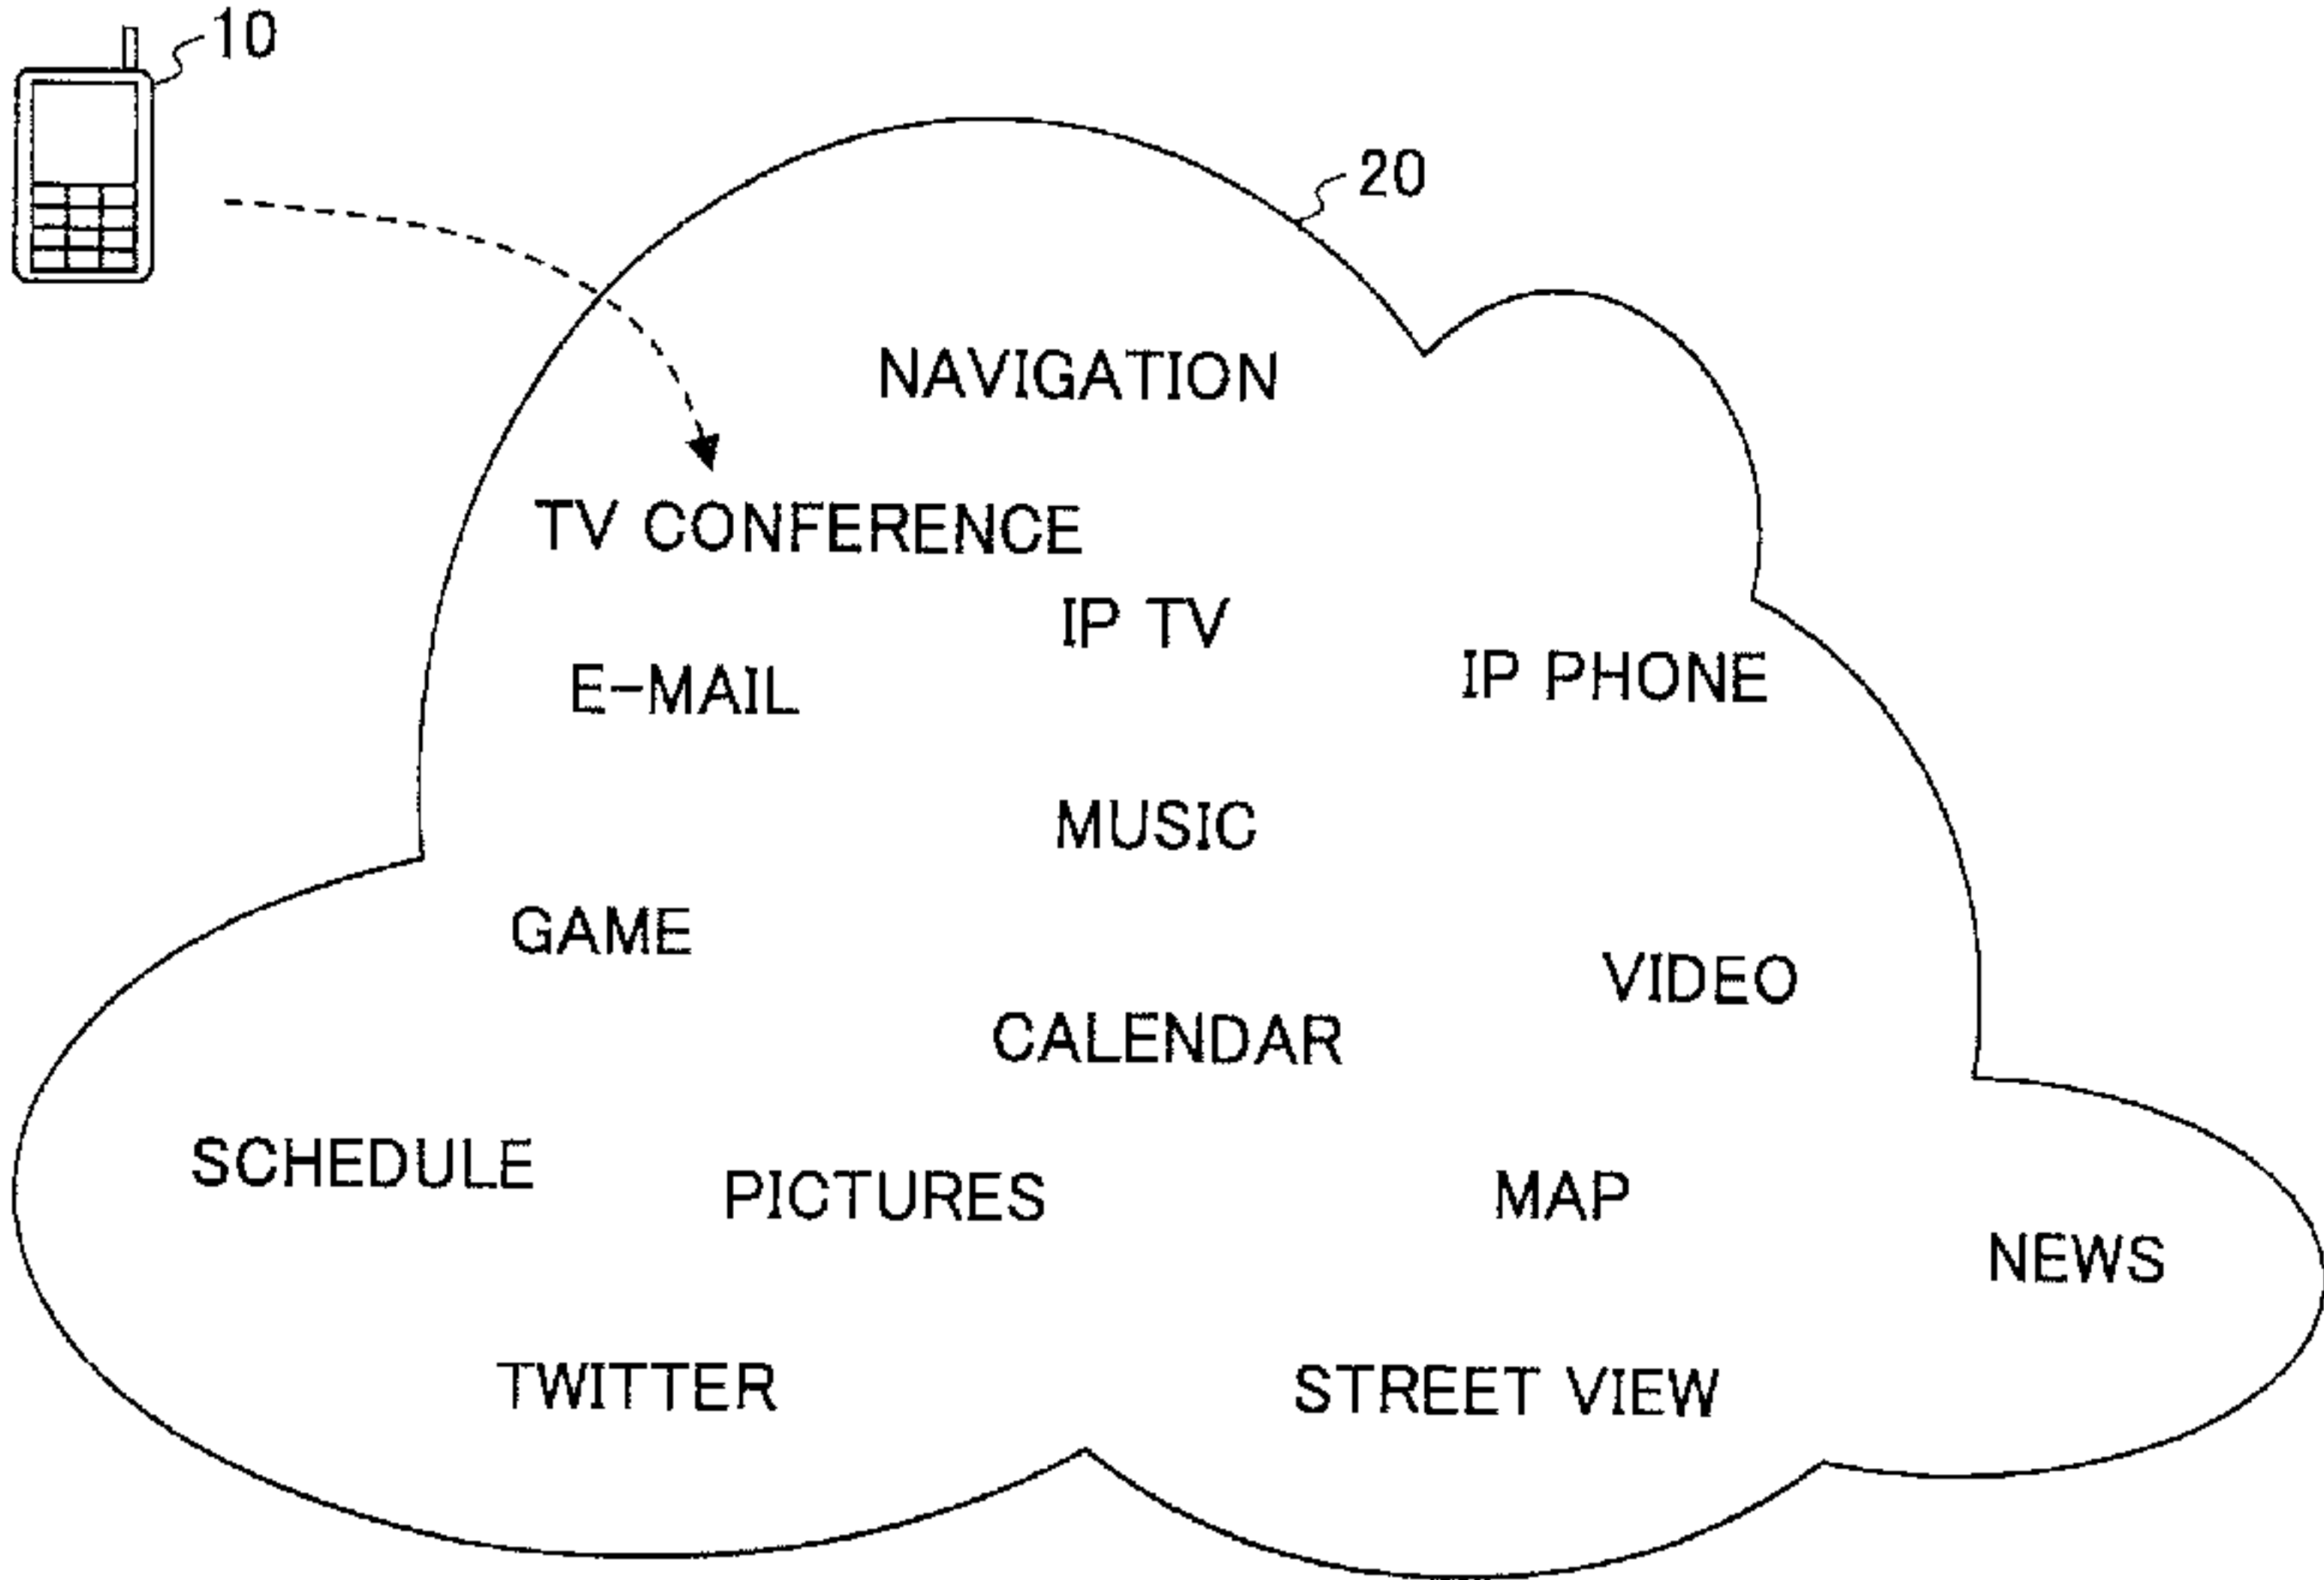 10
20
NAVIGATION
TV CONFERENCE
IP TV
E-MAIL
IP PHONE
MUSIC
GAME
VIDEO
CALENDAR
SCHEDULE
PICTURES
MAP
NEWS
TWITTER
STREET VIEW